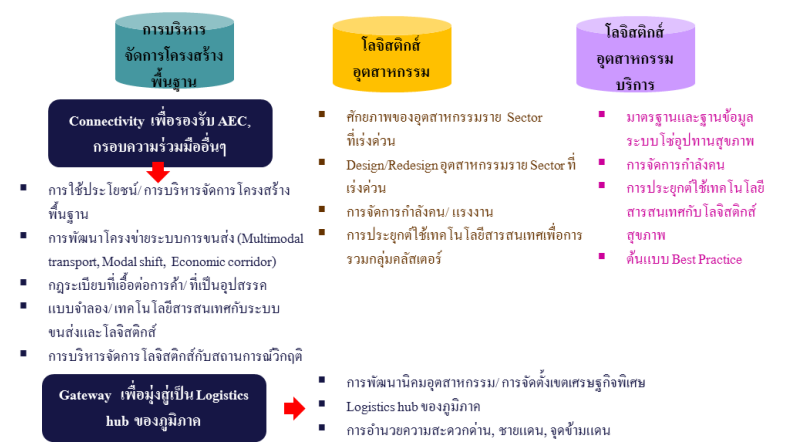 การบริหาร
จัดการโครงสร้าง
พื้นฐาน
Connectivity เพื่อรองรับ AEC,
กรอบความร่วมมืออื่นๆ
▪ การใช้ประโยชน์/ การบริหารจัดการโครงสร้าง
พื้นฐาน
▪ การพัฒนาโครงข่ายระบบการขนส่ง (Multimodal
transport, Modal shift, Economic corridor)
▪ กฎระเบียบที่เอื้อต่อการค้า/ ที่เป็นอุปสรรค
▪ แบบจำลอง/ เทคโนโลยีสารสนเทศกับระบบ
ขนส่งและโลจิสติกส์
▪ การบริหารจัดการโลจิสติกส์กับสถานการณ์วิกฤติ
โลจิสติกส์
อุตสาหกรรม
▪ ศักยภาพของอุตสาหกรรมราย Sector
ที่เร่งด่วน
▪ Design/Redesign อุตสาหกรรมราย Sector ที่
เร่งด่วน
▪ การจัดการกำลังคน/ แรงงาน
▪ การประยุกต์ใช้เทคโนโลยีสารสนเทศเพื่อการ
รวมกลุ่มคลัสเตอร์
โลจิสติกส์
อุตสาหกรรม
บริการ
▪ มาตรฐานและฐานข้อมูล
ระบบโซ่อุปทานสุขภาพ
▪ การจัดการกำลังคน
▪ การประยุกต์ใช้เทคโนโลยี
สารสนเทศกับโลจิสติกส์
สุขภาพ
▪ ต้นแบบ Best Practice
Gateway เพื่อมุ่งสู่เป็น Logistics
hub ของภูมิภาค
▪ การพัฒนานิคมอุตสาหกรรม/ การจัดตั้งเขตเศรษฐกิจพิเศษ
▪ Logistics hub ของภูมิภาค
▪ การอำนวยความสะดวกด่าน, ชายแดน, จุดข้ามแดน